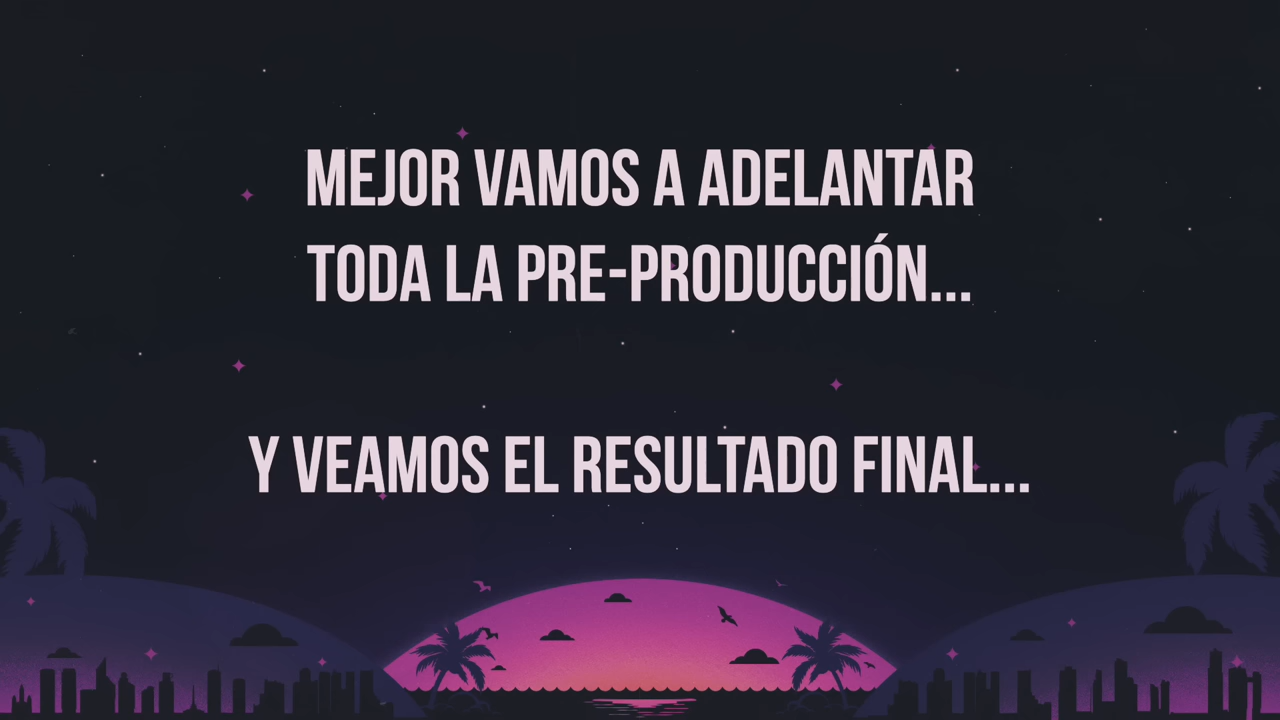 MEJOR VAMOS A ADELANTAR
TODA LA PRE-PRODUCCIÓN...
Y VEAMOS EL RESULTADO FINAL...